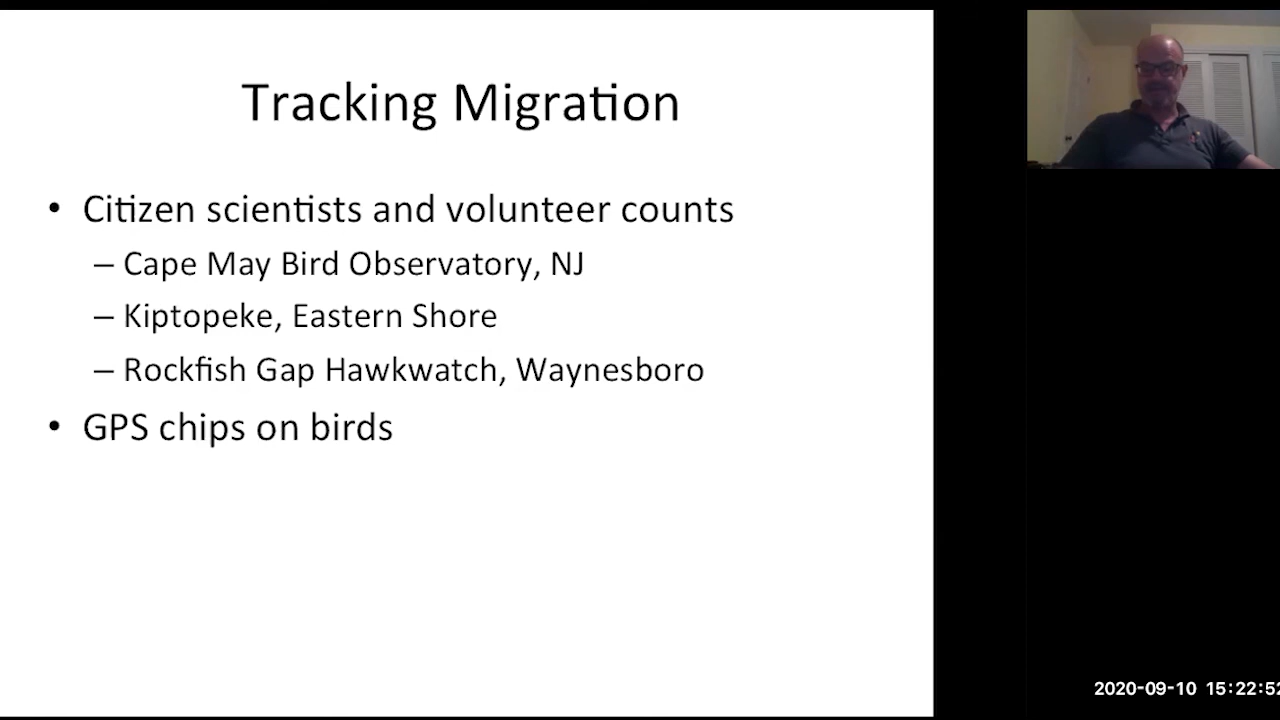 Tracking Migration
• Citizen scientists and volunteer counts
– Cape May Bird Observatory, NJ
– Kiptopeke, Eastern Shore
– Rockfish Gap Hawkwatch, Waynesboro
• GPS chips on birds
2020-09-10 15:22:52